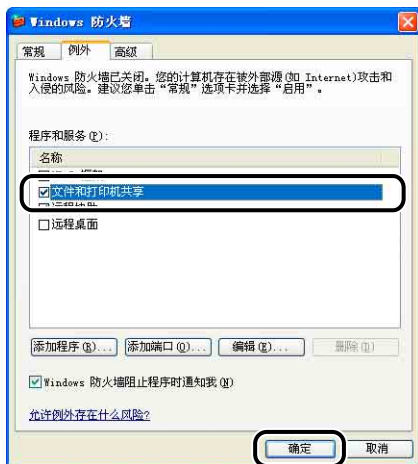 Windows 防火墙
常规 例外 高级
Windows 防火墙已关闭。您的计算机存在被外部源(如 Internet)攻击和
入侵的风险。建议您单击“常规”选项卡并选择“启用”。
程序和服务(P):
名称
文件和打印机共享
远程协助
远程桌面
添加程序(R)... 添加端口(O)... 编辑(E)... 删除(D)
Windows 防火墙阻止程序时通知我(N)
允许例外存在什么风险?
确定 取消